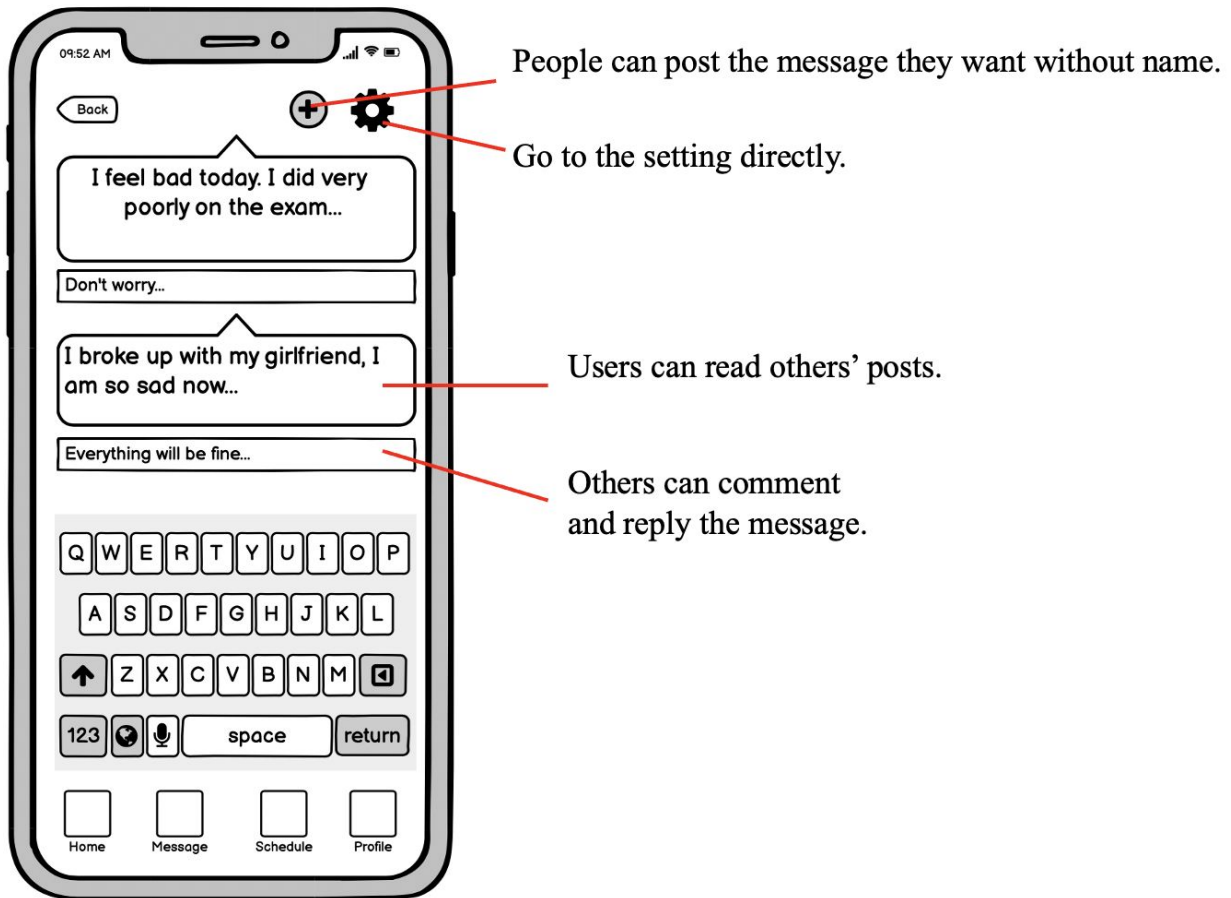 09:52 AM
People can post the message they want without name.
Back
Go to the setting directly.
I feel bad today. I did very
poorly on the exam...
Don't worry...
I broke up with my girlfriend, I
am so sad now...
Users can read others’ posts.
Everything will be fine...
Others can comment
and reply the message.
Q W E R T Y U I O P
A S D F G H J K L
Z X C V B N M
123 space return
Home Message Schedule Profile